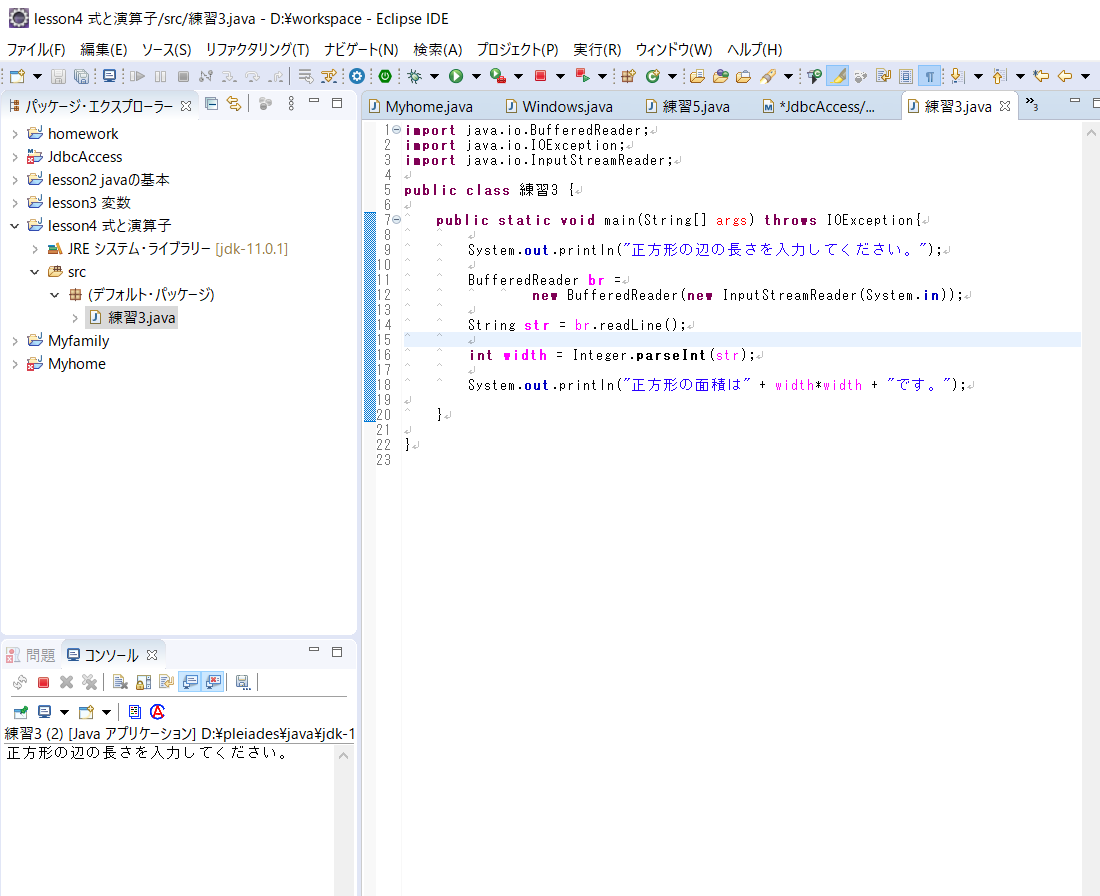 lesson4 式と演算子/src/練習3.java - D:¥workspace - Eclipse IDE
ファイル(F) 編集(E) ソース(S) リファクタリング(T) ナビゲート(N) 検索(A) プロジェクト(P) 実行(R) ウィンドウ(W) ヘルプ(H)
パッケージ・エクスプローラー
homework
JdbcAccess
lesson2 javaの基本
lesson3 変数
lesson4 式と演算子
JRE システム・ライブラリー [jdk-11.0.1]
src
(デフォルト・パッケージ)
練習3.java
Myfamily
Myhome
Myhome.java Windows.java 練習5.java *JdbcAccess/... 練習3.java »3
1 import java.io.BufferedReader;
2 import java.io.IOException;
3 import java.io.InputStreamReader;
4
5 public class 練習3 {
6
7 public static void main(String[] args) throws IOException{
8
9 System.out.println("正方形の辺の長さを入力してください。");
10
11 BufferedReader br =
12 new BufferedReader(new InputStreamReader(System.in));
13
14 String str = br.readLine();
15
16 int width = Integer.parseInt(str);
17
18 System.out.println("正方形の面積は" + width*width + "です。");
19
20 }
21
22 }
23
問題 コンソール
練習3 (2) [Java アプリケーション] D:¥pleiades¥java¥jdk-1
正方形の辺の長さを入力してください。